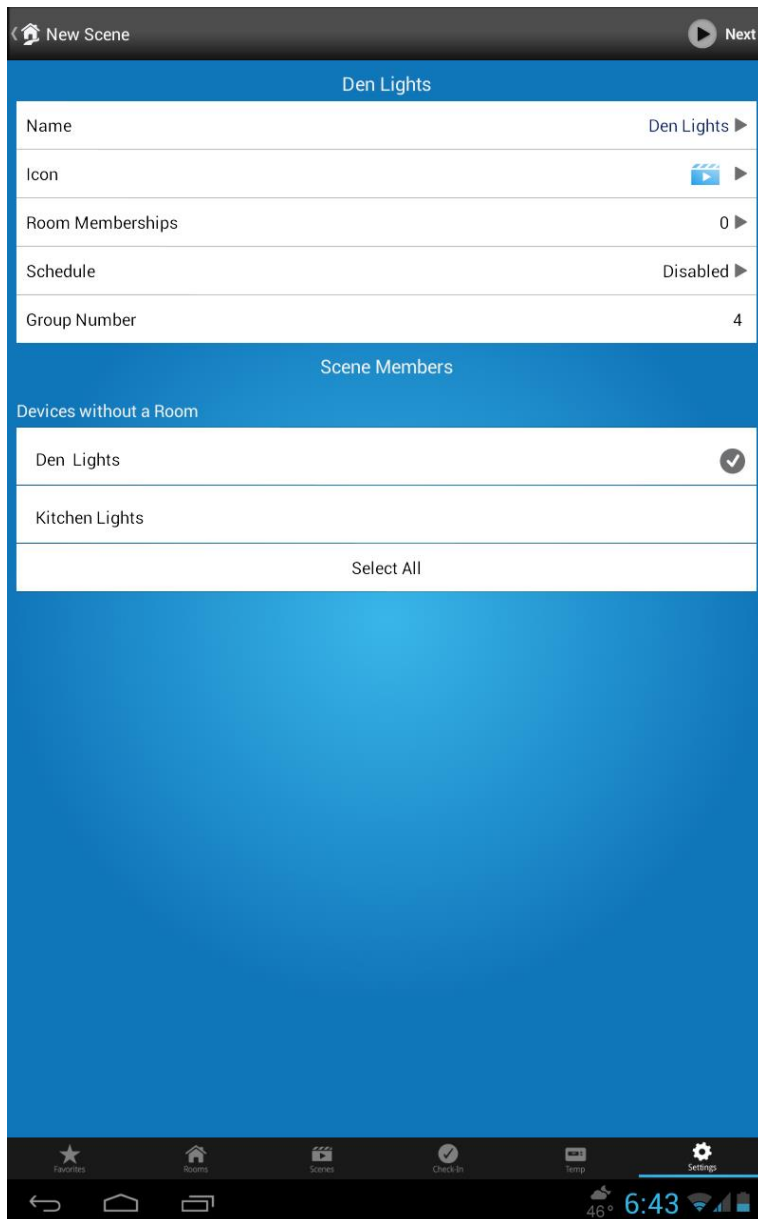 New Scene Next
Den Lights
Name Den Lights
Icon
Room Memberships 0
Schedule Disabled
Group Number 4
Scene Members
Devices without a Room
Den Lights
Kitchen Lights
Select All
Favorites Rooms Scenes Check-In Temp Settings
46° 6:43